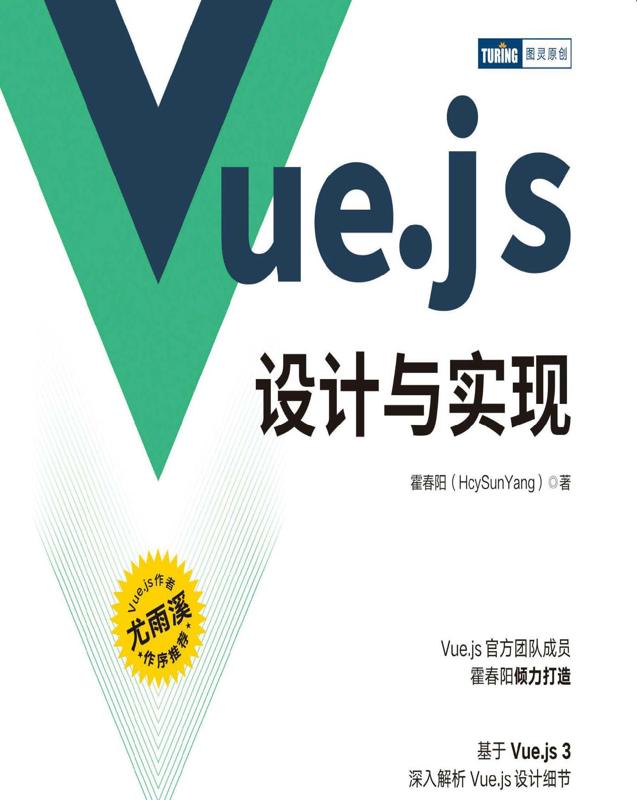 TURING 图灵原创
Vue.js
设计与实现
霍春阳（HcySunYang）◎著
Vue.js作者
尤雨溪
★作序推荐★
Vue.js 官方团队成员
霍春阳倾力打造
基于 Vue.js 3
深入解析 Vue.js 设计细节